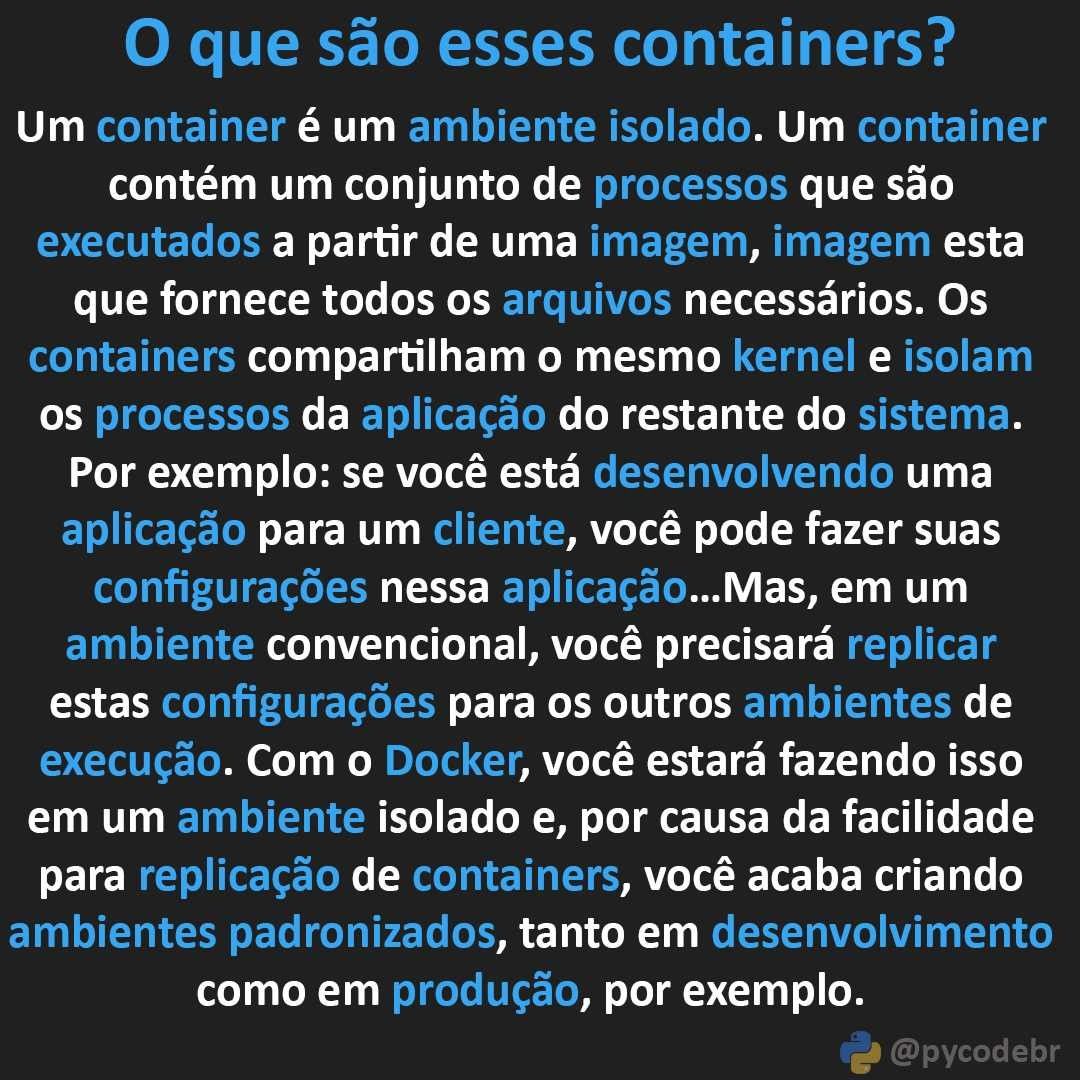 O que são esses containers?
Um container é um ambiente isolado. Um container
contém um conjunto de processos que são
executados a partir de uma imagem, imagem esta
que fornece todos os arquivos necessários. Os
containers compartilham o mesmo kernel e isolam
os processos da aplicação do restante do sistema.
Por exemplo: se você está desenvolvendo uma
aplicação para um cliente, você pode fazer suas
configurações nessa aplicação...Mas, em um
ambiente convencional, você precisará replicar
estas configurações para os outros ambientes de
execução. Com o Docker, você estará fazendo isso
em um ambiente isolado e, por causa da facilidade
para replicação de containers, você acaba criando
ambientes padronizados, tanto em desenvolvimento
como em produção, por exemplo.
@pycodebr